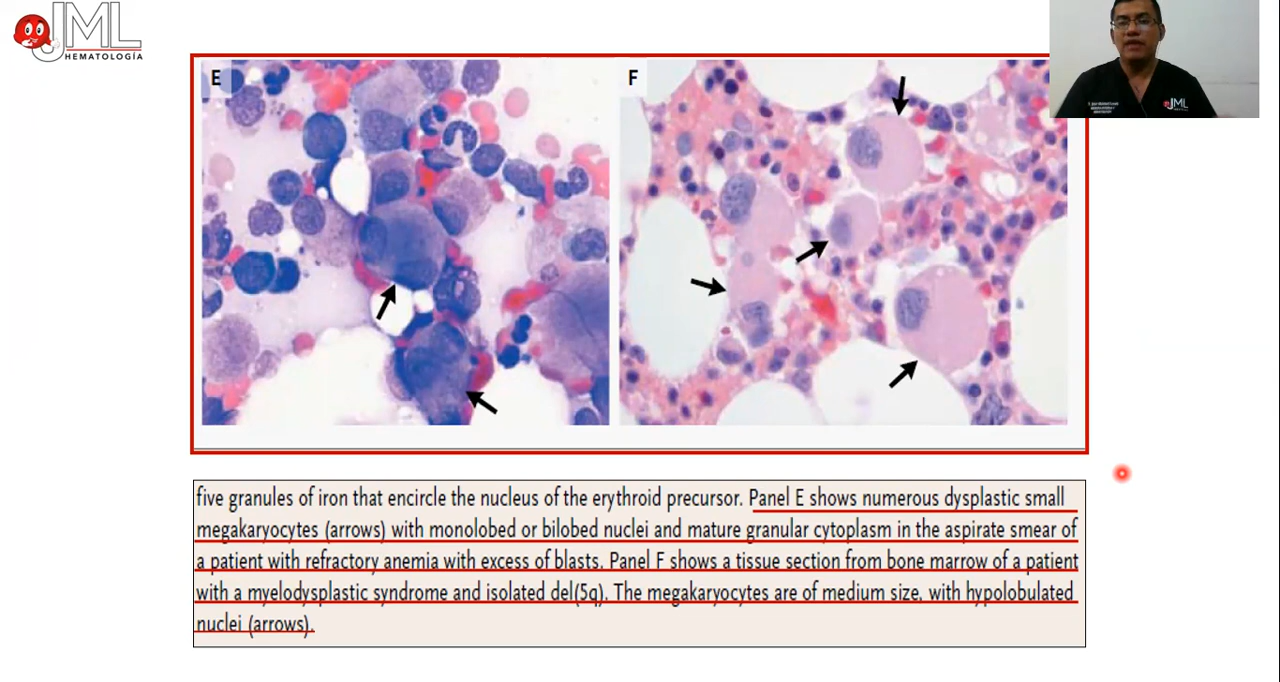 JML
HEMATOLOGÍA
E
F
JML
five granules of iron that encircle the nucleus of the erythroid precursor. Panel E shows numerous dysplastic small
megakaryocytes (arrows) with monolobed or bilobed nuclei and mature granular cytoplasm in the aspirate smear of
a patient with refractory anemia with excess of blasts. Panel F shows a tissue section from bone marrow of a patient
with a myelodysplastic syndrome and isolated del(5q). The megakaryocytes are of medium size, with hypolobulated
nuclei (arrows).